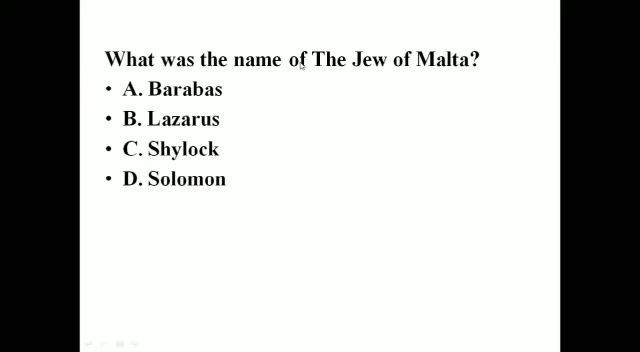 What was the name of The Jew of Malta?
• A. Barabas
• B. Lazarus
• C. Shylock
• D. Solomon